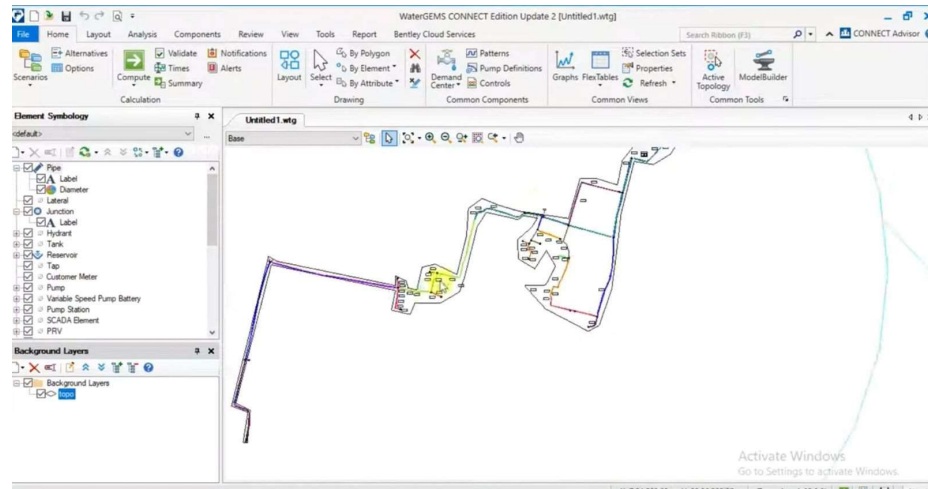 WaterGEMS CONNECT Edition Update 2 [Untitled1.wtg]
File Home Layout Analysis Components Review View Tools Report Bentley Cloud Services Search Ribbon (F3) CONNECT Advisor
Scenarios Alternatives Options Compute Validate Times Summary Notifications Alerts
Calculation
Layout Select By Polygon By Element By Attribute
Drawing
Demand Center Patterns Pump Definitions Controls
Common Components
Graphs FlexTables Selection Sets Properties Refresh
Common Views
Active Topology ModelBuilder
Common Tools
Element Symbology
<default>
Pipe
Label
Diameter
Lateral
Junction
Label
Hydrant
Tank
Reservoir
Tap
Customer Meter
Pump
Variable Speed Pump Battery
Pump Station
SCADA Element
PRV
Background Layers
Background Layers
topo
Untitled1.wtg
Base
Activate Windows
Go to Settings to activate Windows.